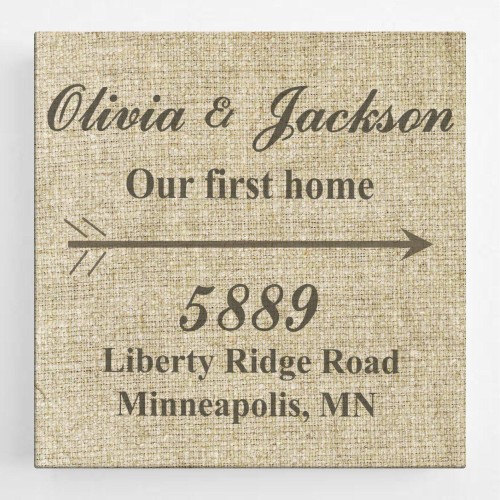 Olivia & Jackson
Our first home
5889
Liberty Ridge Road
Minneapolis, MN